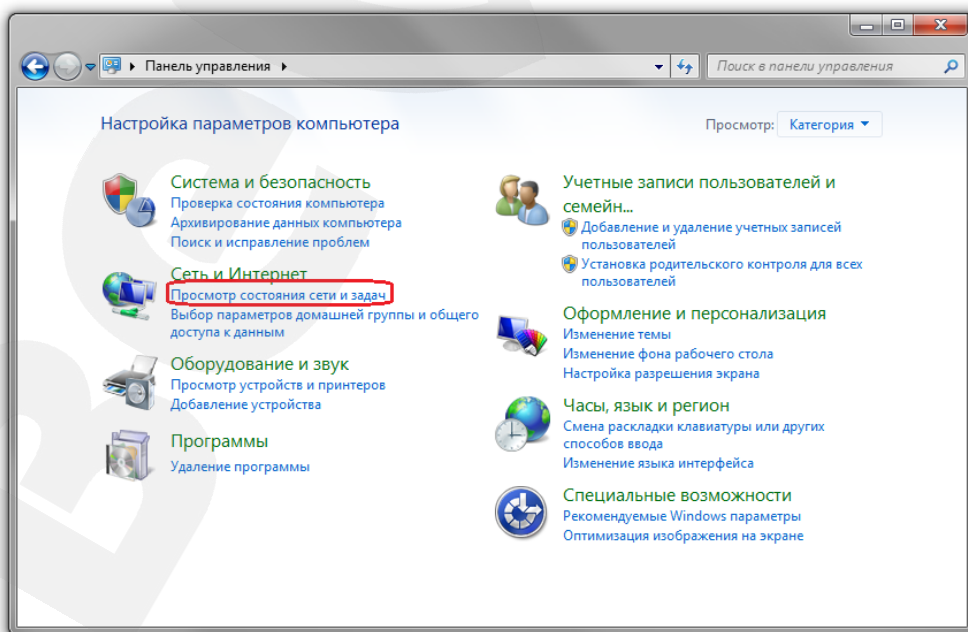 Панель управления
Поиск в панели управления
Настройка параметров компьютера
Просмотр: Категория
Система и безопасность
Проверка состояния компьютера
Архивирование данных компьютера
Поиск и исправление проблем
Сеть и Интернет
Просмотр состояния сети и задач
Выбор параметров домашней группы и общего
доступа к данным
Оборудование и звук
Просмотр устройств и принтеров
Добавление устройства
Программы
Удаление программы
Учетные записи пользователей и
семейн...
Добавление и удаление учетных записей
пользователей
Установка родительского контроля для всех
пользователей
Оформление и персонализация
Изменение темы
Изменение фона рабочего стола
Настройка разрешения экрана
Часы, язык и регион
Смена раскладки клавиатуры или других
способов ввода
Изменение языка интерфейса
Специальные возможности
Рекомендуемые Windows параметры
Оптимизация изображения на экране